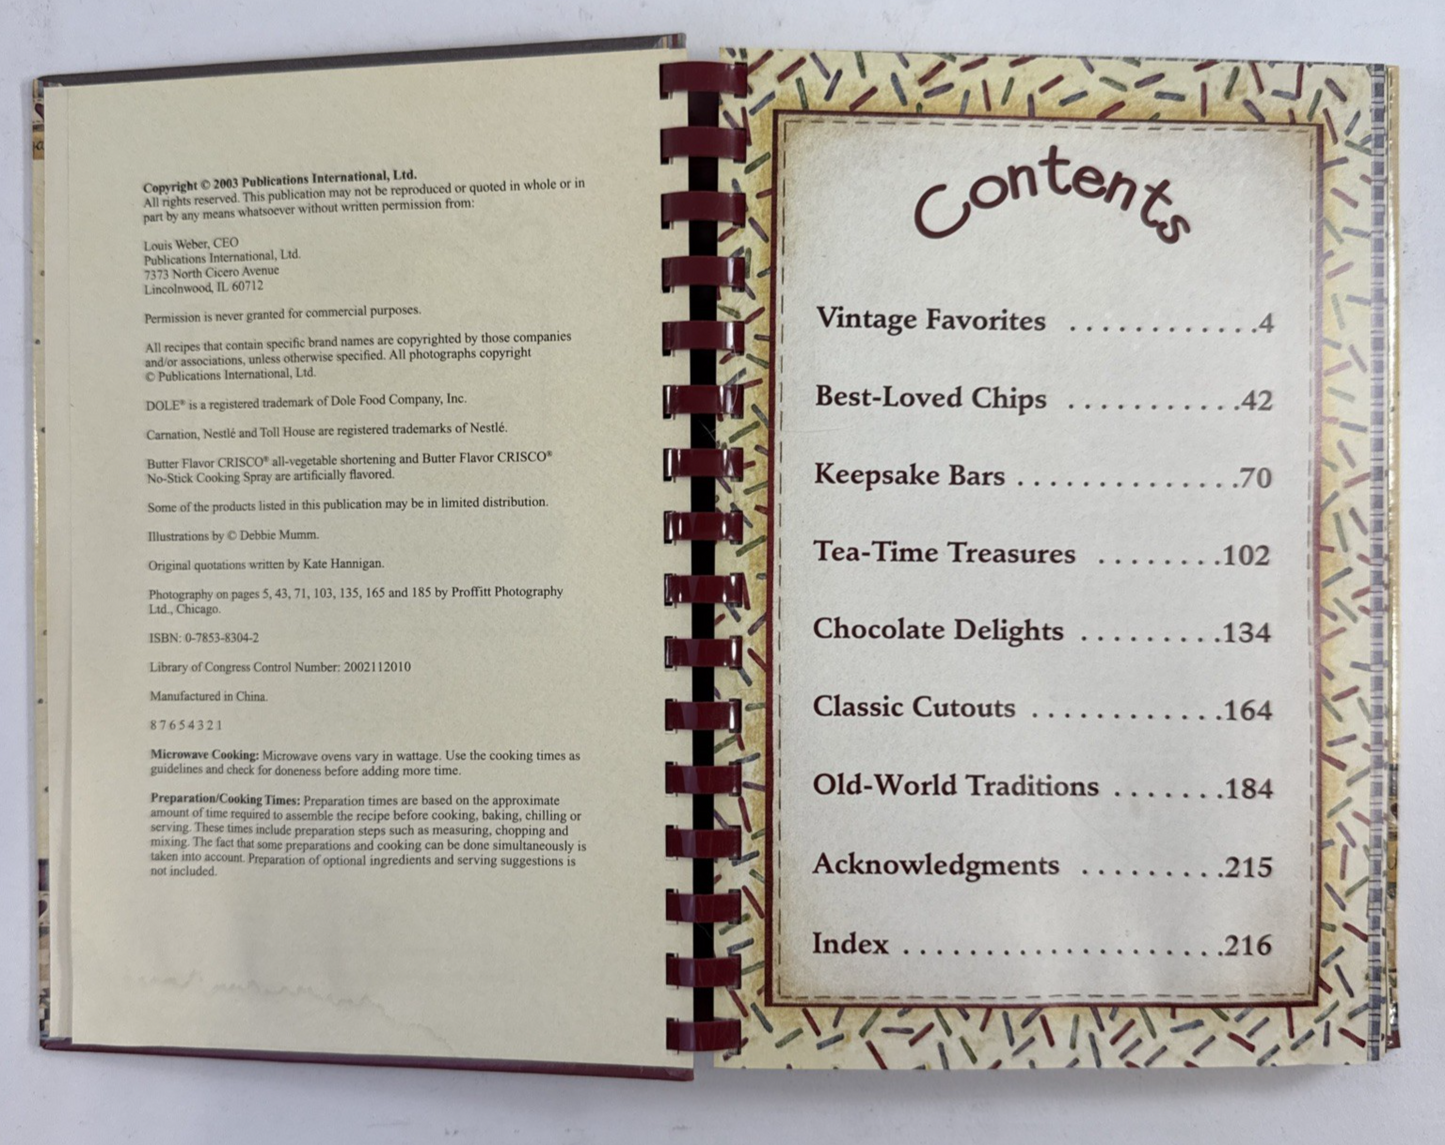 Copyright © 2003 Publications International, Ltd.
All rights reserved. This publication may not be reproduced or quoted in whole or in
part by any means whatsoever without written permission from:
Louis Weber, CEO
Publications International, Ltd.
7373 North Cicero Avenue
Lincolnwood, IL 60712
Permission is never granted for commercial purposes.
All recipes that contain specific brand names are copyrighted by those companies
and/or associations, unless otherwise specified. All photographs copyright
© Publications International, Ltd.
DOLE® is a registered trademark of Dole Food Company, Inc.
Carnation, Nestlé and Toll House are registered trademarks of Nestlé.
Butter Flavor CRISCO® all-vegetable shortening and Butter Flavor CRISCO®
No-Stick Cooking Spray are artificially flavored.
Some of the products listed in this publication may be in limited distribution.
Illustrations by © Debbie Mumm.
Original quotations written by Kate Hannigan.
Photography on pages 5, 43, 71, 103, 135, 165 and 185 by Proffitt Photography
Ltd., Chicago.
ISBN: 0-7853-8304-2
Library of Congress Control Number: 2002112010
Manufactured in China.
8 7 6 5 4 3 2 1
Microwave Cooking: Microwave ovens vary in wattage. Use the cooking times as
guidelines and check for doneness before adding more time.
Preparation/Cooking Times: Preparation times are based on the approximate
amount of time required to assemble the recipe before cooking, baking, chilling or
serving. These times include preparation steps such as measuring, chopping and
mixing. The fact that some preparations and cooking can be done simultaneously is
taken into account. Preparation of optional ingredients and serving suggestions is
not included.
Contents
Vintage Favorites . . . . . . . . . . . .4
Best-Loved Chips . . . . . . . . . . .42
Keepsake Bars . . . . . . . . . . . . . .70
Tea-Time Treasures . . . . . . . .102
Chocolate Delights . . . . . . . . .134
Classic Cutouts . . . . . . . . . . . .164
Old-World Traditions . . . . . . .184
Acknowledgments . . . . . . . . .215
Index . . . . . . . . . . . . . . . . . . . .216